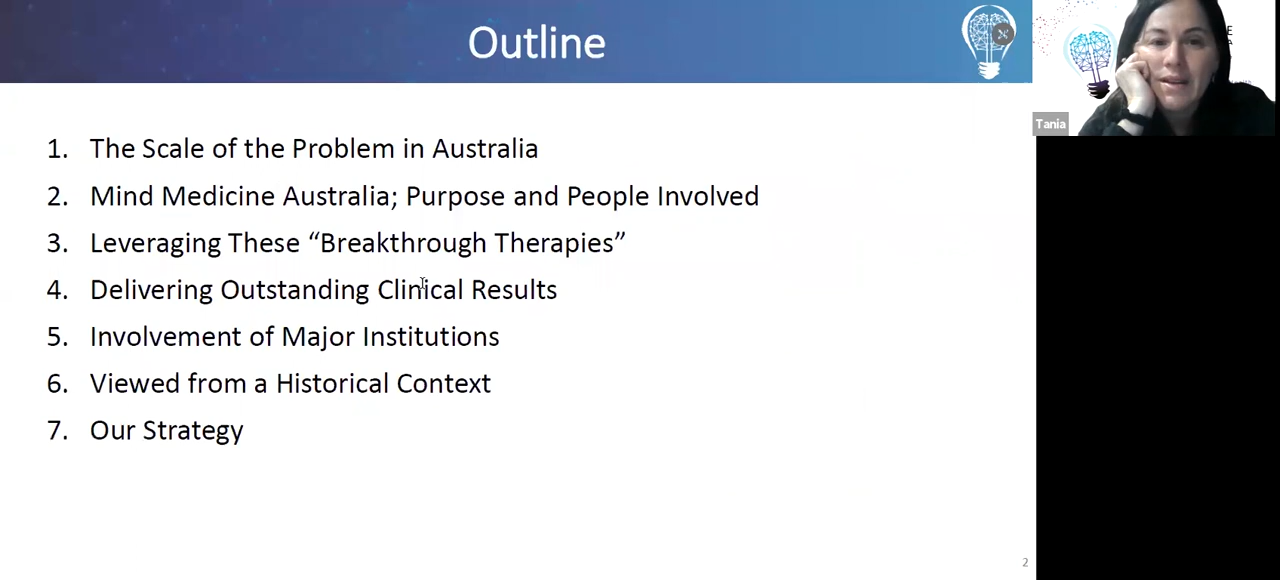 Outline
1. The Scale of the Problem in Australia
2. Mind Medicine Australia; Purpose and People Involved
3. Leveraging These “Breakthrough Therapies”
4. Delivering Outstanding Clinical Results
5. Involvement of Major Institutions
6. Viewed from a Historical Context
7. Our Strategy
2
Tania